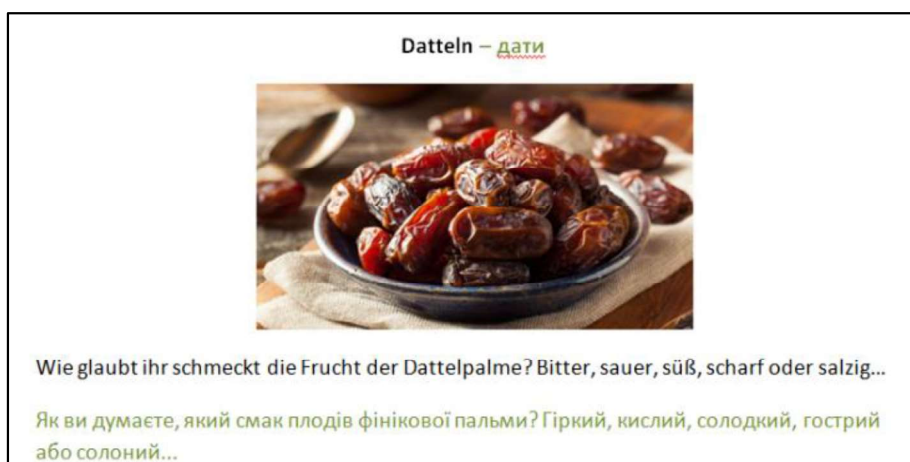 Datteln – дати
Wie glaubt ihr schmeckt die Frucht der Dattelpalme? Bitter, sauer, süß, scharf oder salzig...
Як ви думаєте, який смак плодів фінікової пальми? Гіркий, кислий, солодкий, гострий
або солоний...